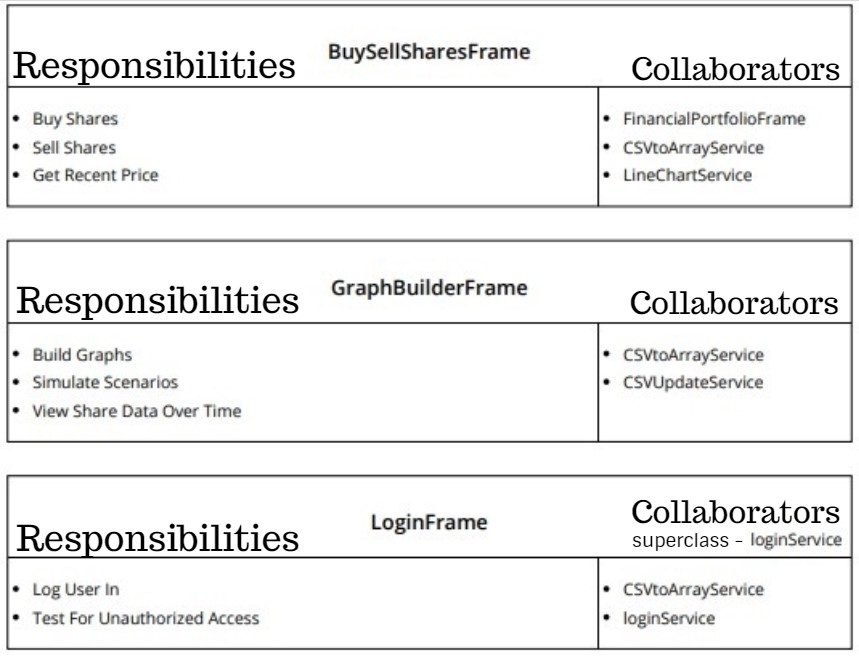 BuySellSharesFrame
Responsibilities
Collaborators
• Buy Shares
• Sell Shares
• Get Recent Price
• FinancialPortfolioFrame
• CSVtoArrayService
• LineChartService
GraphBuilderFrame
Responsibilities
Collaborators
• Build Graphs
• Simulate Scenarios
• View Share Data Over Time
• CSVtoArrayService
• CSVUpdateService
LoginFrame
Responsibilities
Collaborators
superclass - loginService
• Log User In
• Test For Unauthorized Access
• CSVtoArrayService
• loginService